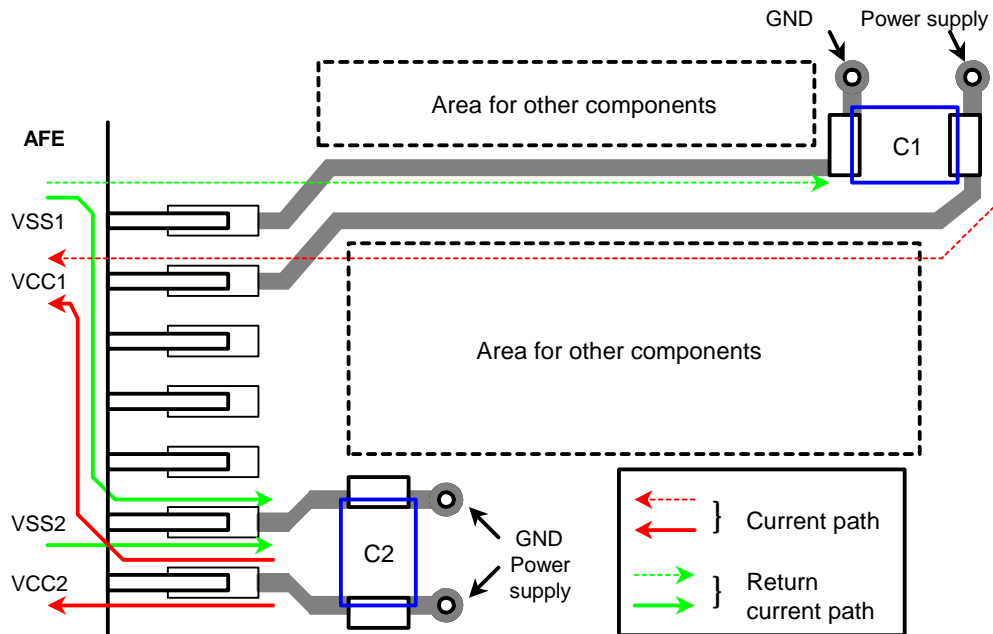 GND
Power supply
Area for other components
C1
AFE
VSS1
VCC1
Area for other components
VSS2
C2
GND
Power
supply
VCC2
} Current path
} Return
current path